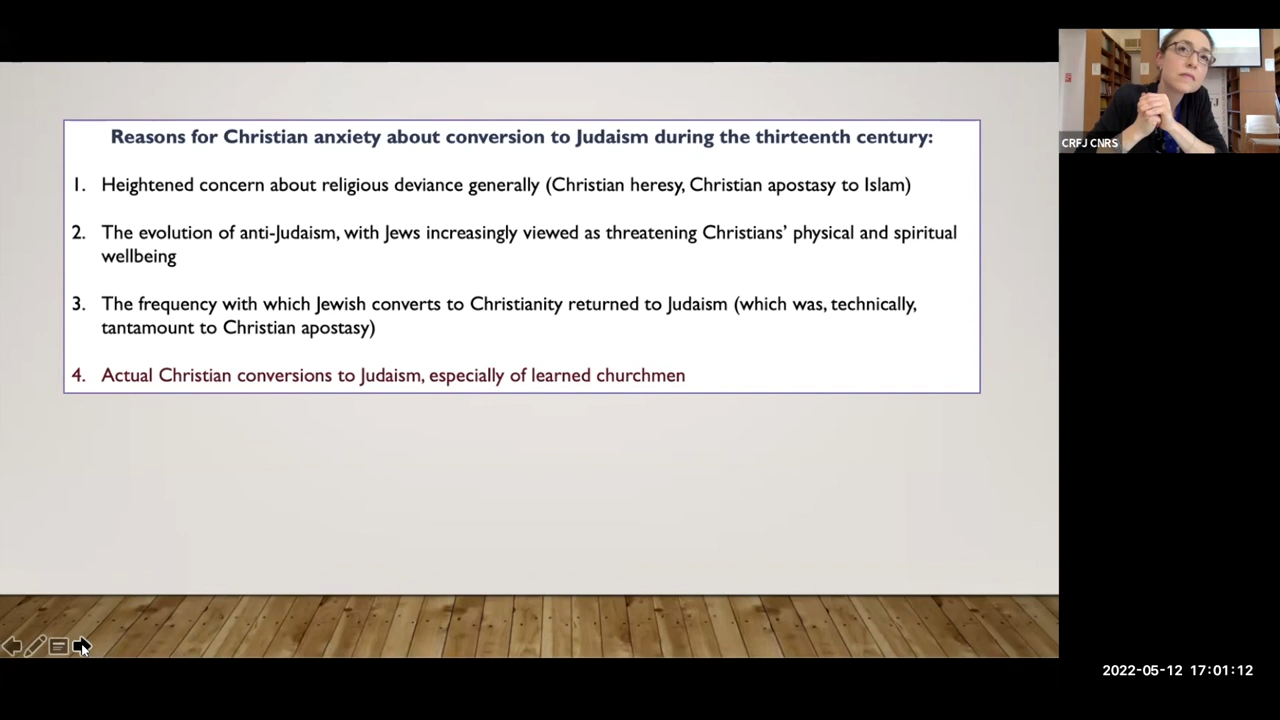 Reasons for Christian anxiety about conversion to Judaism during the thirteenth century:
1. Heightened concern about religious deviance generally (Christian heresy, Christian apostasy to Islam)
2. The evolution of anti-Judaism, with Jews increasingly viewed as threatening Christians’ physical and spiritual
wellbeing
3. The frequency with which Jewish converts to Christianity returned to Judaism (which was, technically,
tantamount to Christian apostasy)
4. Actual Christian conversions to Judaism, especially of learned churchmen
CRFJ CNRS
2022-05-12 17:01:12